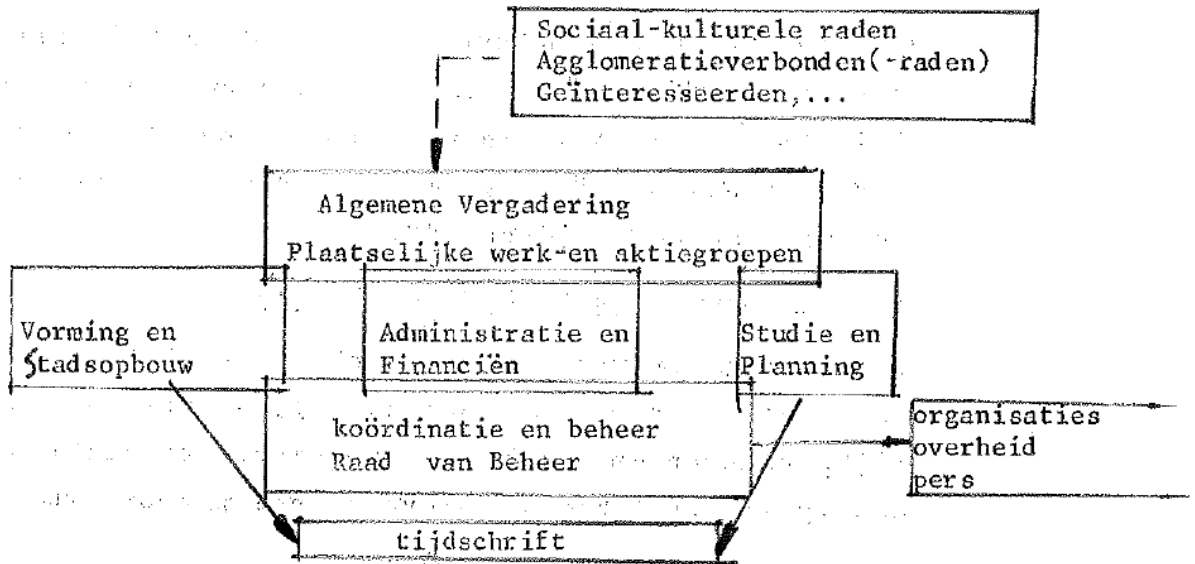 Sociaal-kulturele raden
Agglomeratieverbonden(-raden)
Geïnteresseerden,...
Algemene Vergadering
Plaatselijke werk-en aktiegroepen
Vorming en
Stadsopbouw
Administratie en
Financiën
Studie en
Planning
koördinatie en beheer
Raad van Beheer
organisaties
overheid
pers
tijdschrift